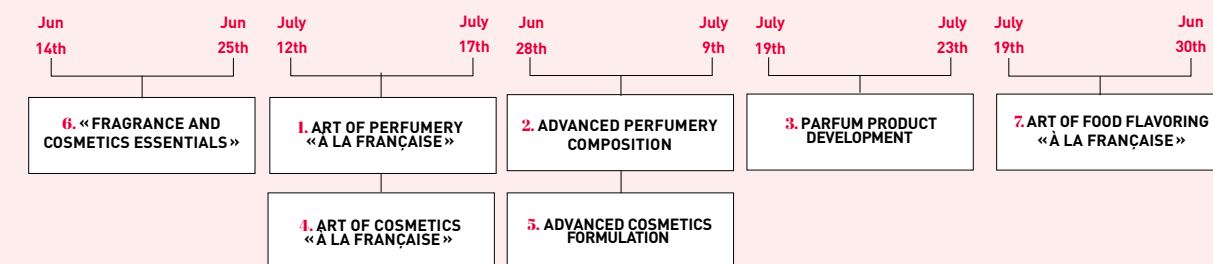 Jun Jun
14th 25th
6. «FRAGRANCE AND
COSMETICS ESSENTIALS»
July July
12th 17th
1. ART OF PERFUMERY
«À LA FRANÇAISE»
4. ART OF COSMETICS
«À LA FRANÇAISE»
Jun July
28th 9th
2. ADVANCED PERFUMERY
COMPOSITION
5. ADVANCED COSMETICS
FORMULATION
July July
19th 23th
3. PARFUM PRODUCT
DEVELOPMENT
July Jun
19th 30th
7. ART OF FOOD FLAVORING
«À LA FRANÇAISE»